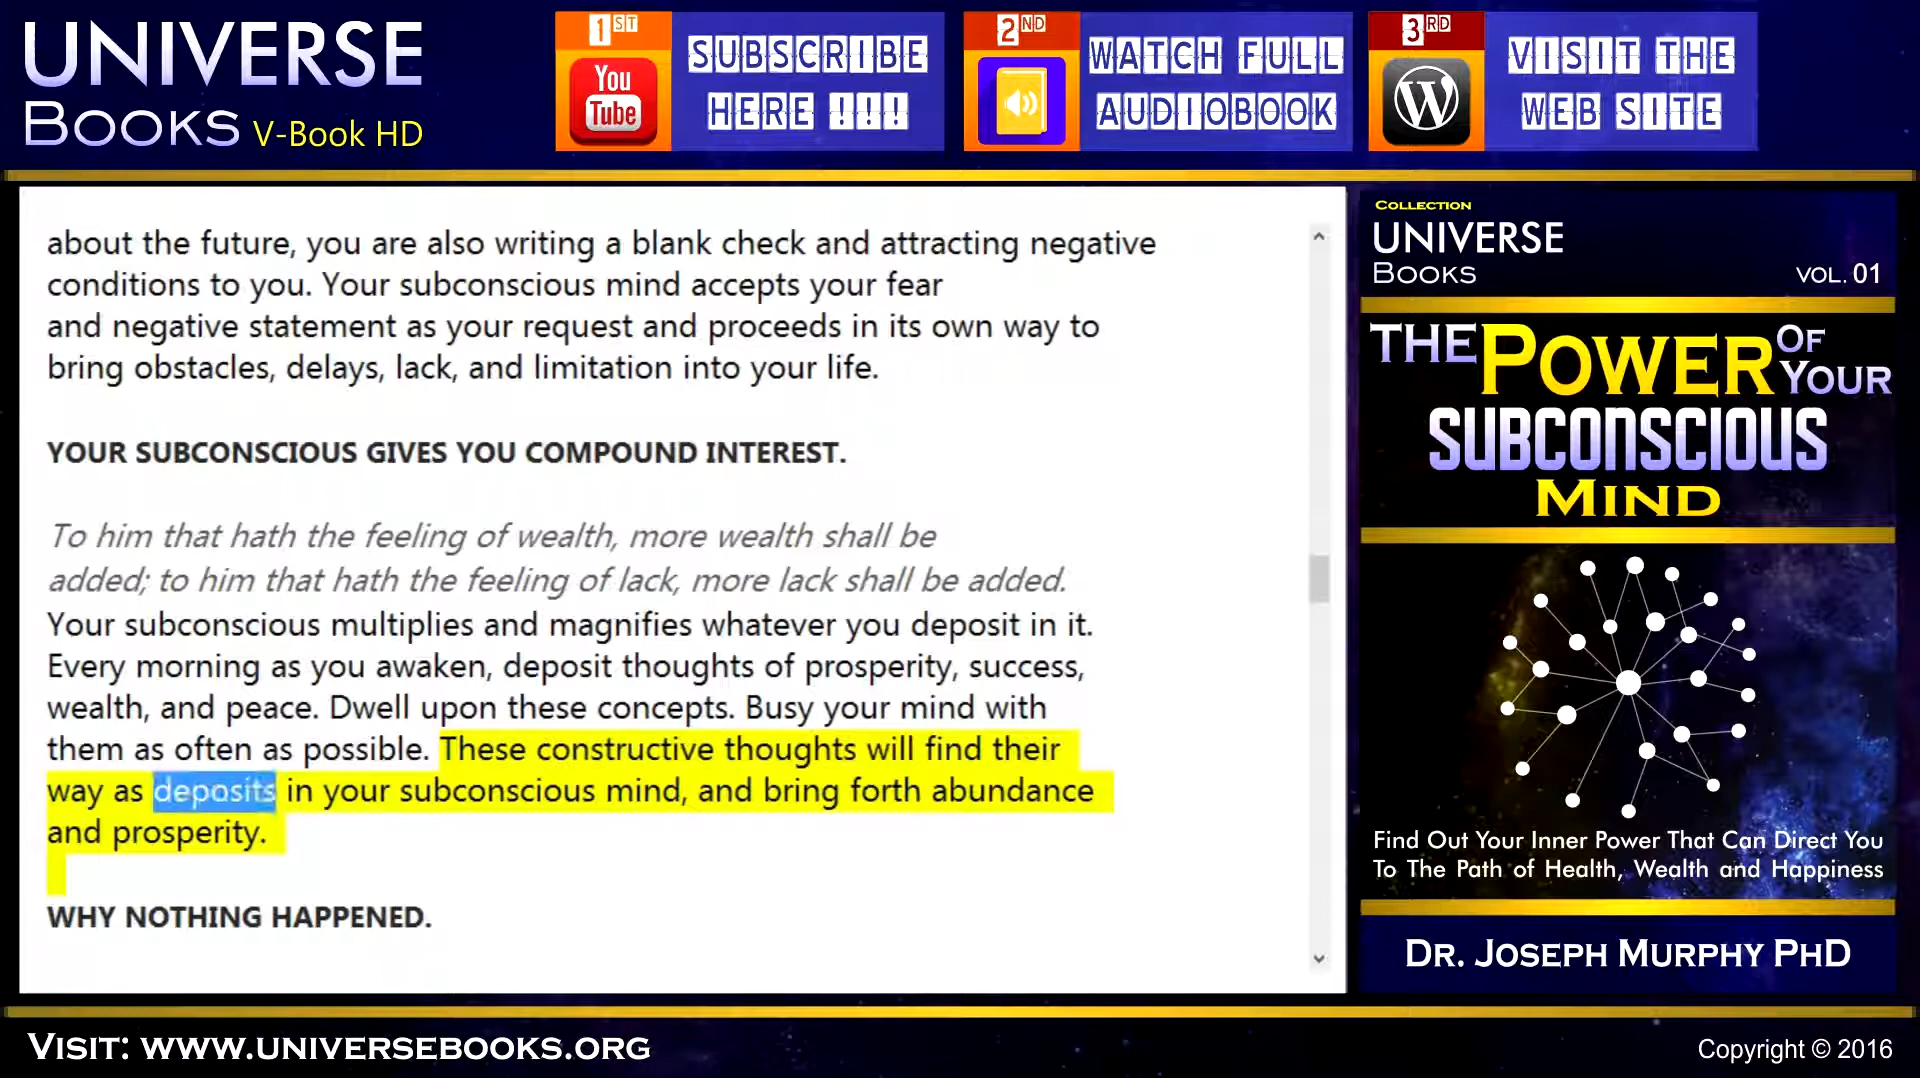 UNIVERSE
BOOKS V-Book HD
1ST
You
Tube
SUBSCRIBE
HERE !!!
2ND
WATCH FULL
AUDIOBOOK
3RD
VISIT THE
WEB SITE
about the future, you are also writing a blank check and attracting negative
conditions to you. Your subconscious mind accepts your fear
and negative statement as your request and proceeds in its own way to
bring obstacles, delays, lack, and limitation into your life.
YOUR SUBCONSCIOUS GIVES YOU COMPOUND INTEREST.
To him that hath the feeling of wealth, more wealth shall be
added; to him that hath the feeling of lack, more lack shall be added.
Your subconscious multiplies and magnifies whatever you deposit in it.
Every morning as you awaken, deposit thoughts of prosperity, success,
wealth, and peace. Dwell upon these concepts. Busy your mind with
them as often as possible. These constructive thoughts will find their
way as deposits in your subconscious mind, and bring forth abundance
and prosperity.
WHY NOTHING HAPPENED.
COLLECTION
UNIVERSE
BOOKS VOL. 01
THE POWER OF YOUR
SUBCONSCIOUS
MIND
Find Out Your Inner Power That Can Direct You
To The Path of Health, Wealth and Happiness
DR. JOSEPH MURPHY PHD
VISIT: WWW.UNIVERSEBOOKS.ORG
Copyright © 2016